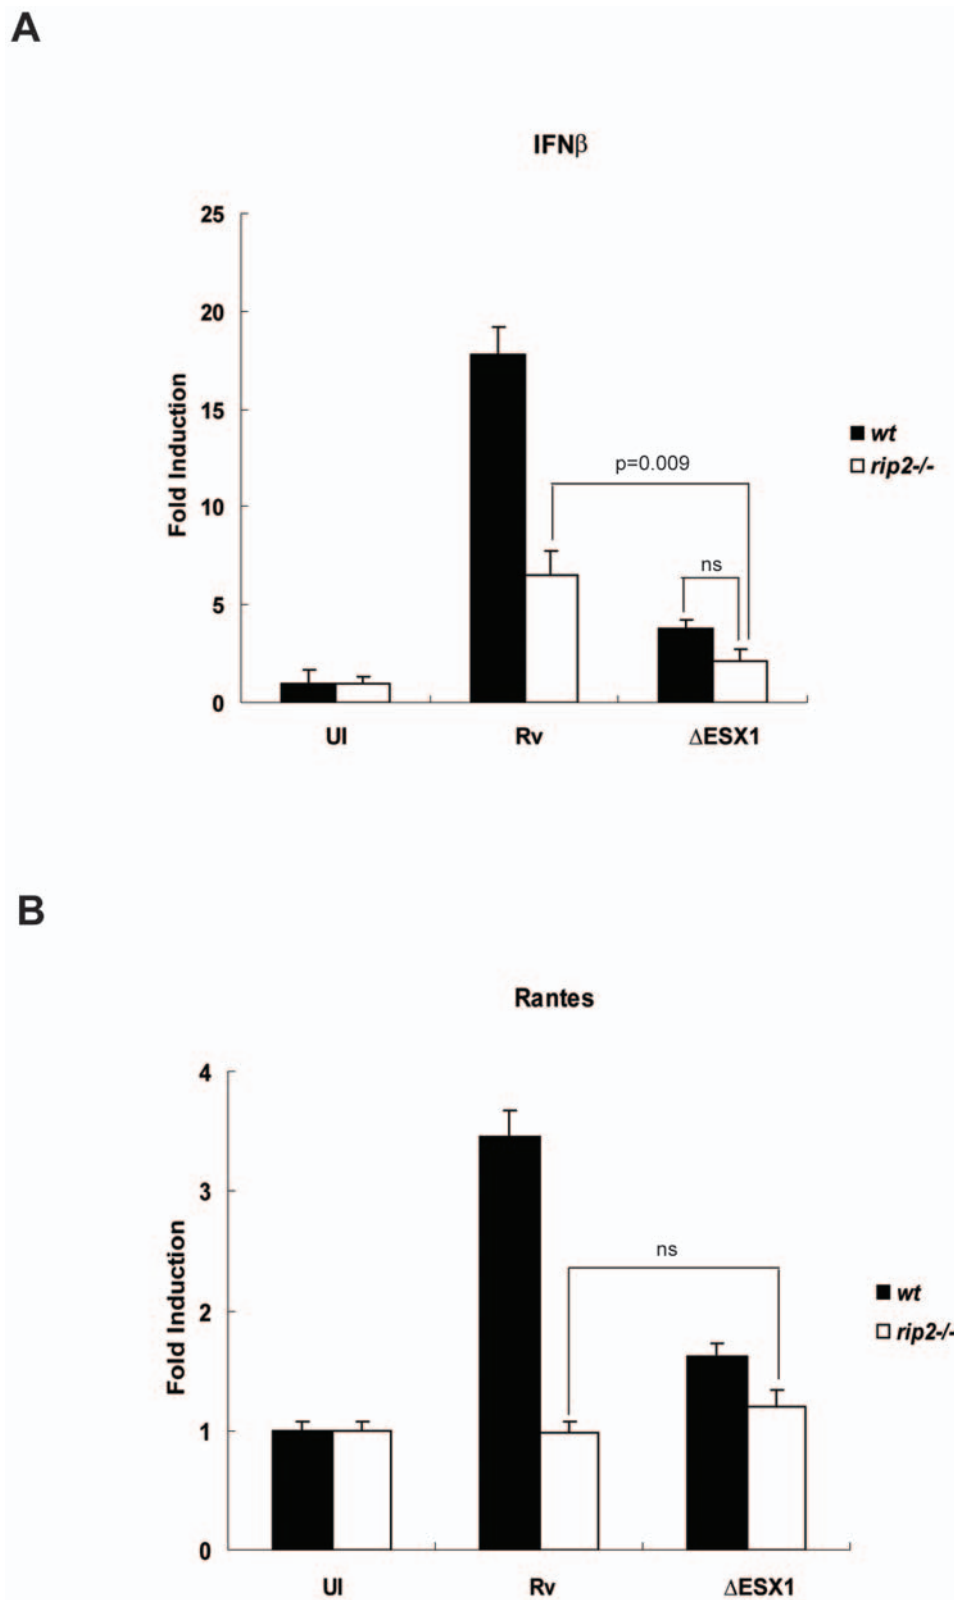 A
IFNβ
25
20
15
10
5
0
Fold Induction
p=0.009
ns
wt
rip2-/-
UI Rv ΔESX1
B
Rantes
4
3
2
1
0
Fold Induction
ns
wt
rip2-/-
UI Rv ΔESX1